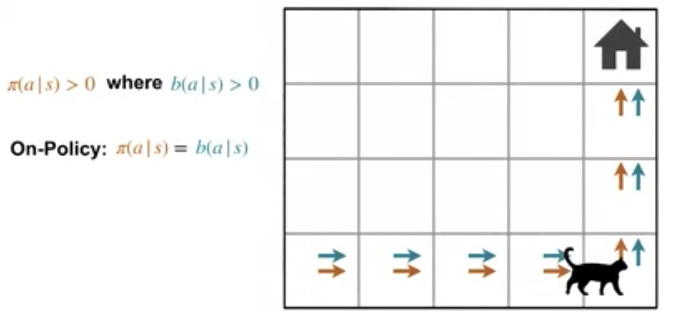 π(a|s) > 0 where b(a|s) > 0
On-Policy: π(a|s) = b(a|s)